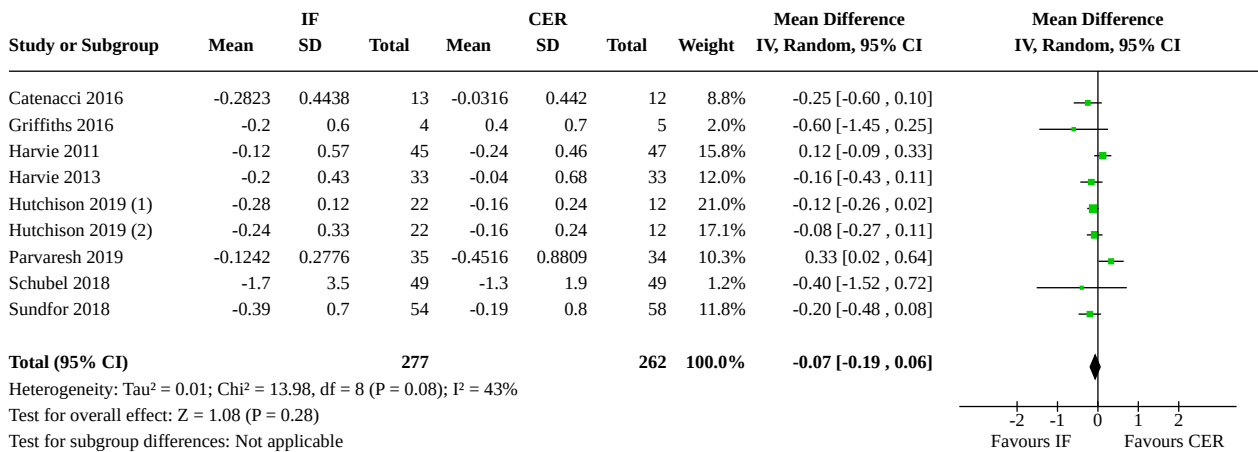 IF CER Mean Difference Mean Difference
Study or Subgroup Mean SD Total Mean SD Total Weight IV, Random, 95% CI IV, Random, 95% CI
Catenacci 2016 -0.2823 0.4438 13 -0.0316 0.442 12 8.8% -0.25 [-0.60 , 0.10]
Griffiths 2016 -0.2 0.6 4 0.4 0.7 5 2.0% -0.60 [-1.45 , 0.25]
Harvie 2011 -0.12 0.57 45 -0.24 0.46 47 15.8% 0.12 [-0.09 , 0.33]
Harvie 2013 -0.2 0.43 33 -0.04 0.68 33 12.0% -0.16 [-0.43 , 0.11]
Hutchison 2019 (1) -0.28 0.12 22 -0.16 0.24 12 21.0% -0.12 [-0.26 , 0.02]
Hutchison 2019 (2) -0.24 0.33 22 -0.16 0.24 12 17.1% -0.08 [-0.27 , 0.11]
Parvaresh 2019 -0.1242 0.2776 35 -0.4516 0.8809 34 10.3% 0.33 [0.02 , 0.64]
Schubel 2018 -1.7 3.5 49 -1.3 1.9 49 1.2% -0.40 [-1.52 , 0.72]
Sundfor 2018 -0.39 0.7 54 -0.19 0.8 58 11.8% -0.20 [-0.48 , 0.08]
Total (95% CI) 277 262 100.0% -0.07 [-0.19 , 0.06]
Heterogeneity: Tau² = 0.01; Chi² = 13.98, df = 8 (P = 0.08); I² = 43%
Test for overall effect: Z = 1.08 (P = 0.28)
Test for subgroup differences: Not applicable
-2 -1 0 1 2
Favours IF Favours CER